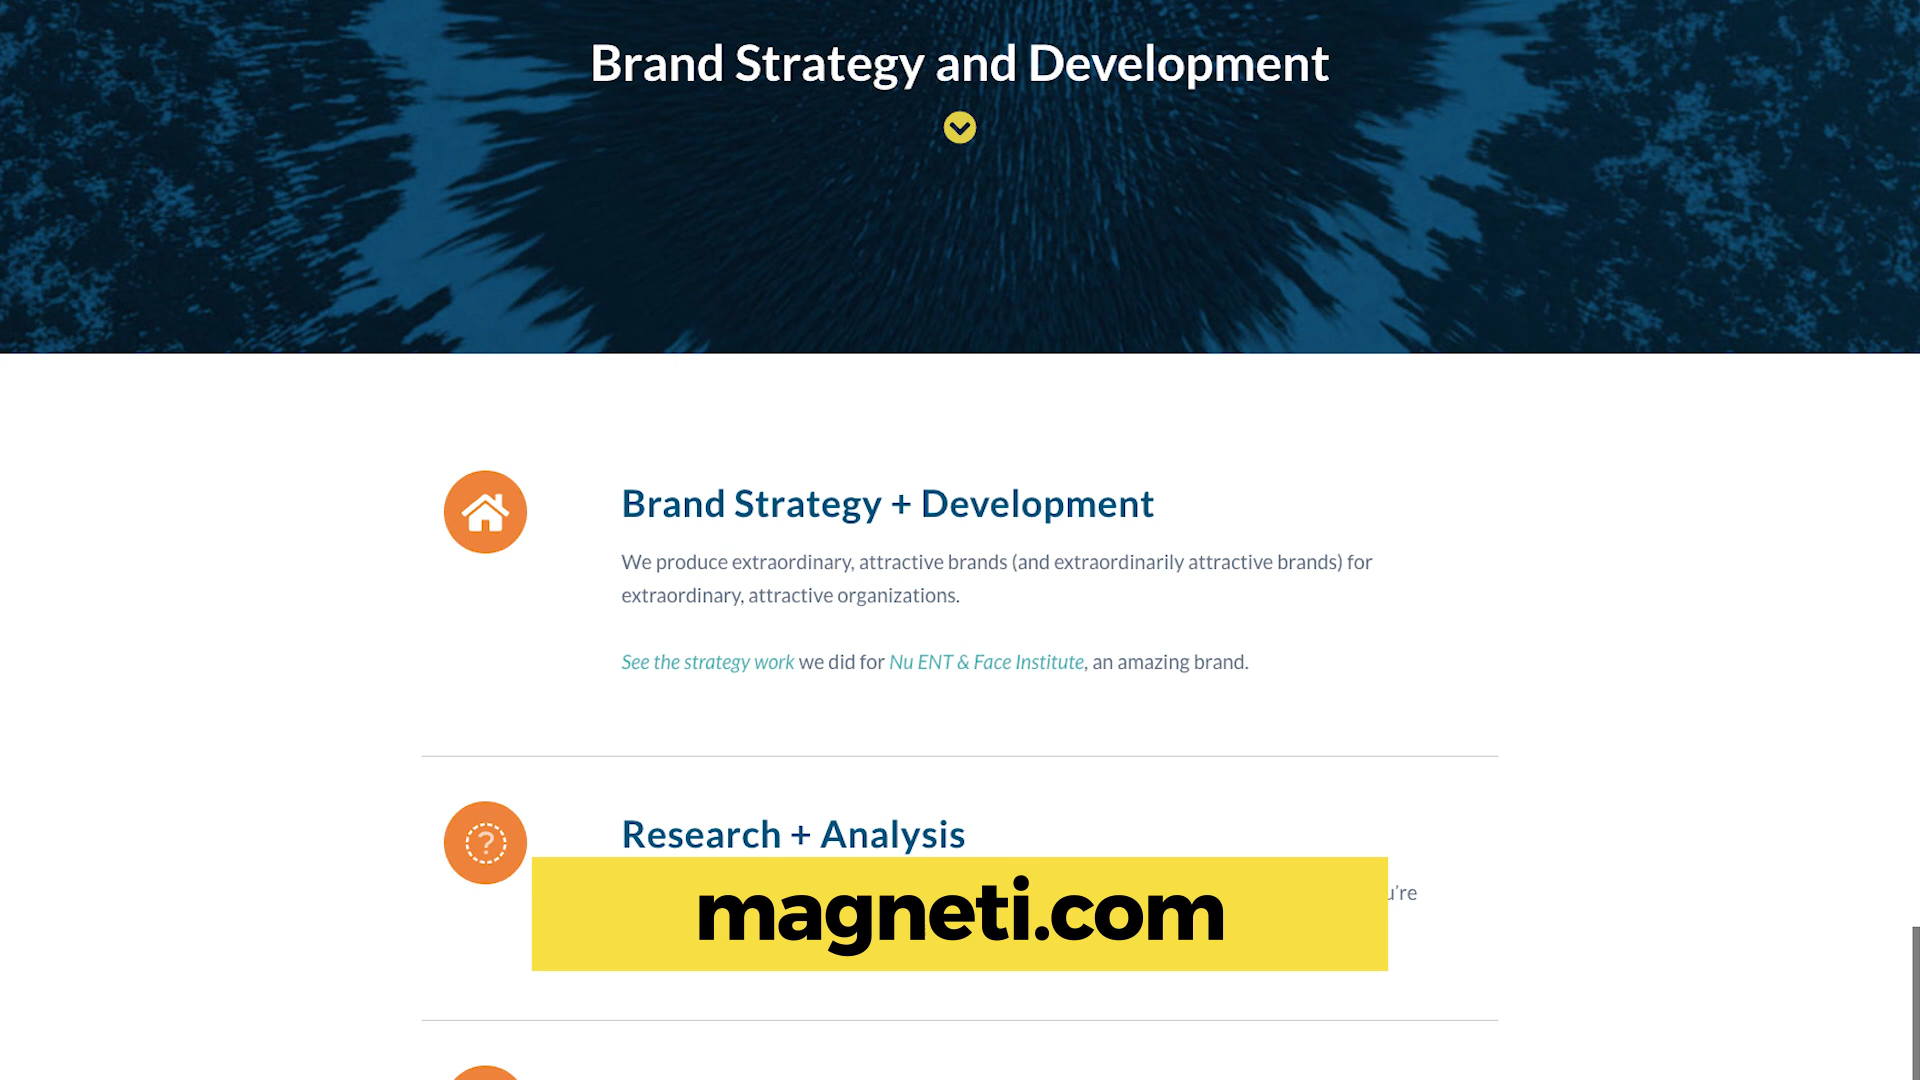 Brand Strategy and Development
Brand Strategy + Development
We produce extraordinary, attractive brands (and extraordinarily attractive brands) for
extraordinary, attractive organizations.
See the strategy work we did for Nu ENT & Face Institute, an amazing brand.
Research + Analysis
?
magneti.com